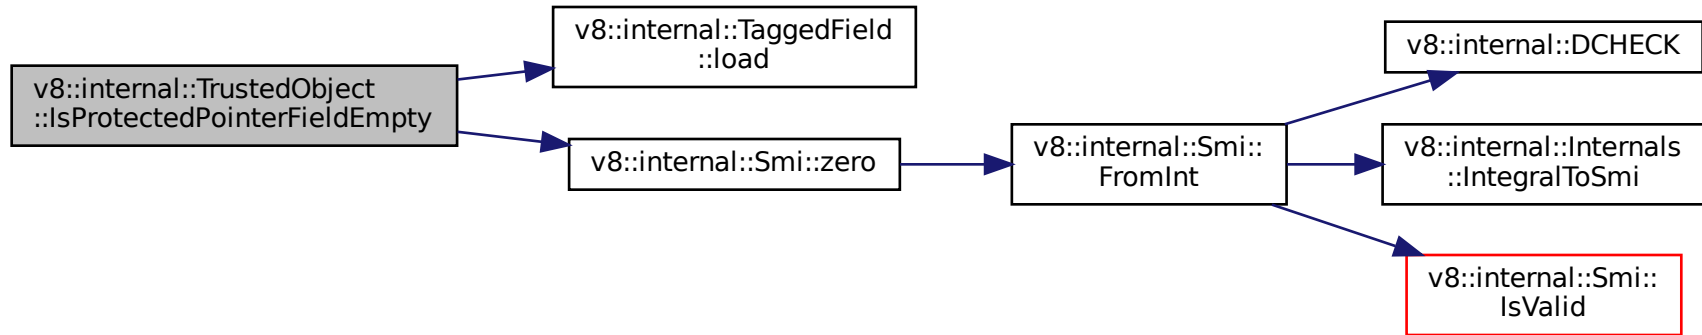 v8::internal::TrustedObject
::IsProtectedPointerFieldEmpty
v8::internal::TaggedField
::load
v8::internal::Smi::zero
v8::internal::Smi::
FromInt
v8::internal::DCHECK
v8::internal::Internals
::IntegralToSmi
v8::internal::Smi::
IsValid